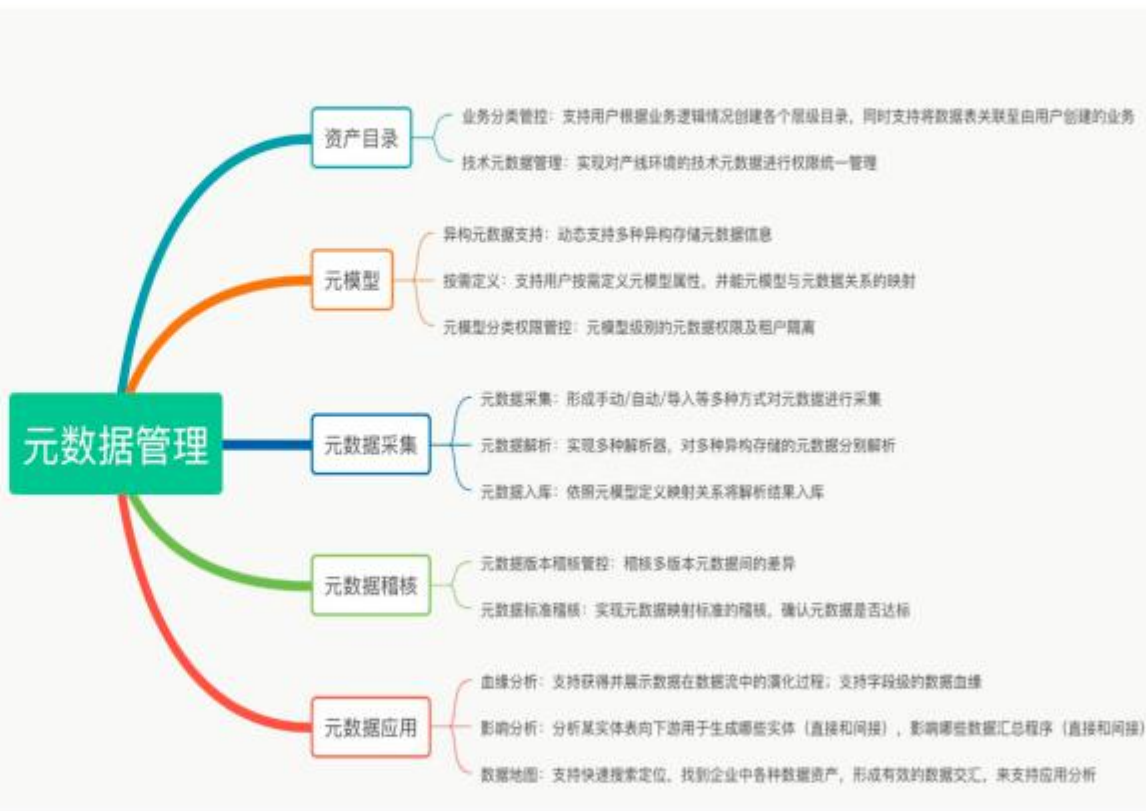 元数据管理
资产目录
业务分类管控：支持用户根据业务逻辑情况创建各个层级目录，同时支持将数据表关联至由用户创建的业务
技术元数据管理：实现对产线环境的技术元数据进行权限统一管理
元模型
异构元数据支持：动态支持多种异构存储元数据信息
按需定义：支持用户按需定义元模型属性，并能元模型与元数据关系的映射
元模型分类权限管控：元模型级别的元数据权限及租户隔离
元数据采集
元数据采集：形成手动/自动/导入等多种方式对元数据进行采集
元数据解析：实现多种解析器，对多种异构存储的元数据分别解析
元数据入库：依照元模型定义映射关系将解析结果入库
元数据稽核
元数据版本稽核管控：稽核多版本元数据间的差异
元数据标准稽核：实现元数据映射标准的稽核，确认元数据是否达标
元数据应用
血缘分析：支持获得并展示数据在数据流中的演化过程；支持字段级的数据血缘
影响分析：分析某实体表向下游用于生成哪些实体（直接和间接），影响哪些数据汇总程序（直接和间接）
数据地图：支持快速搜索定位，找到企业中各种数据资产，形成有效的数据交汇，来支持应用分析